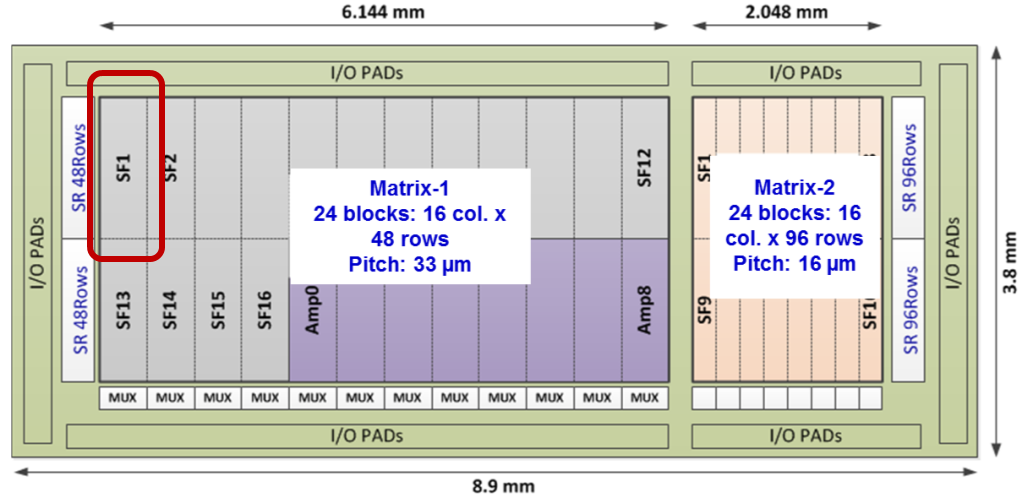 6.144 mm
2.048 mm
I/O PADs
I/O PADs
I/O PADs
SR 48Rows
SF1
SF2
SF12
Matrix-1
24 blocks: 16 col. x
48 rows
Pitch: 33 µm
SF1
Matrix-2
24 blocks: 16
col. x 96 rows
Pitch: 16 µm
SR 96Rows
I/O PADs
3.8 mm
SR 48Rows
SF13
SF14
SF15
SF16
Amp0
Amp8
SF9
SR 96Rows
MUX MUX MUX MUX MUX MUX MUX MUX MUX MUX MUX MUX
I/O PADs
I/O PADs
8.9 mm